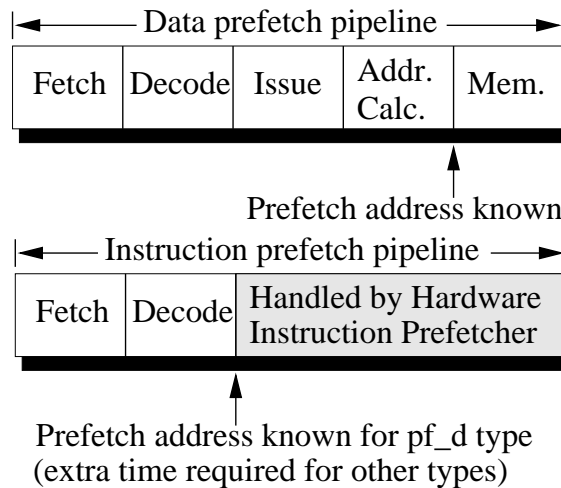 Data prefetch pipeline
Fetch Decode Issue Addr. Calc. Mem.
Prefetch address known
Instruction prefetch pipeline
Fetch Decode Handled by Hardware
Instruction Prefetcher
Prefetch address known for pf_d type
(extra time required for other types)